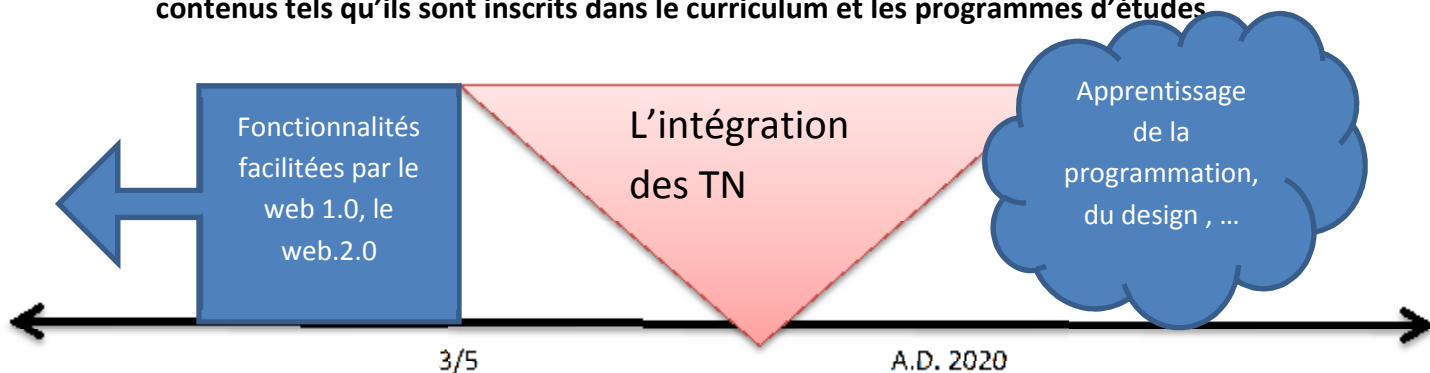 contenus tels qu'ils sont inscrits dans le curriculum et les programmes d'études
Fonctionnalités
facilitées par le
web 1.0, le
web.2.0
L'intégration
des TN
Apprentissage
de la
programmation,
du design , …
3/5
A.D. 2020